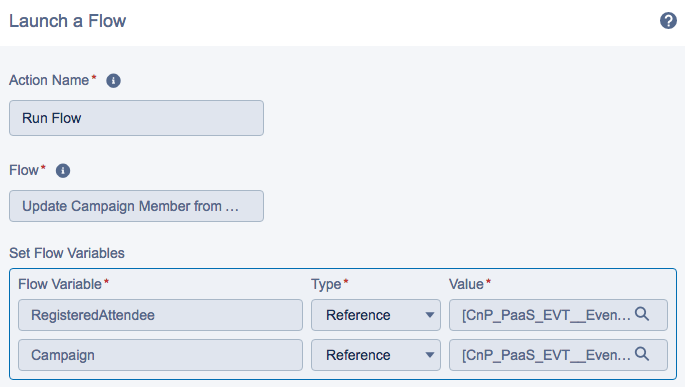 Launch a Flow
Action Name*
Run Flow
Flow*
Update Campaign Member from …
Set Flow Variables
Flow Variable* Type* Value*
RegisteredAttendee Reference [CnP_PaaS_EVT__Even…
Campaign Reference [CnP_PaaS_EVT__Even…